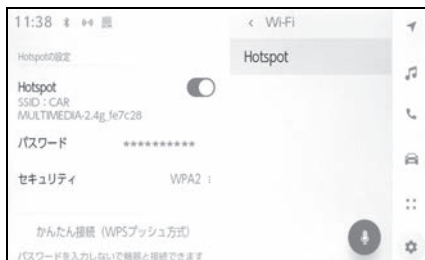 11:38
‹ Wi-Fi
Hotspotの設定
Hotspot
Hotspot
SSID：CAR
MULTIMEDIA-2.4g_fe7c28
パスワード **********
セキュリティ WPA2
かんたん接続（WPSプッシュ方式）
パスワードを入力しないで機器と接続できます